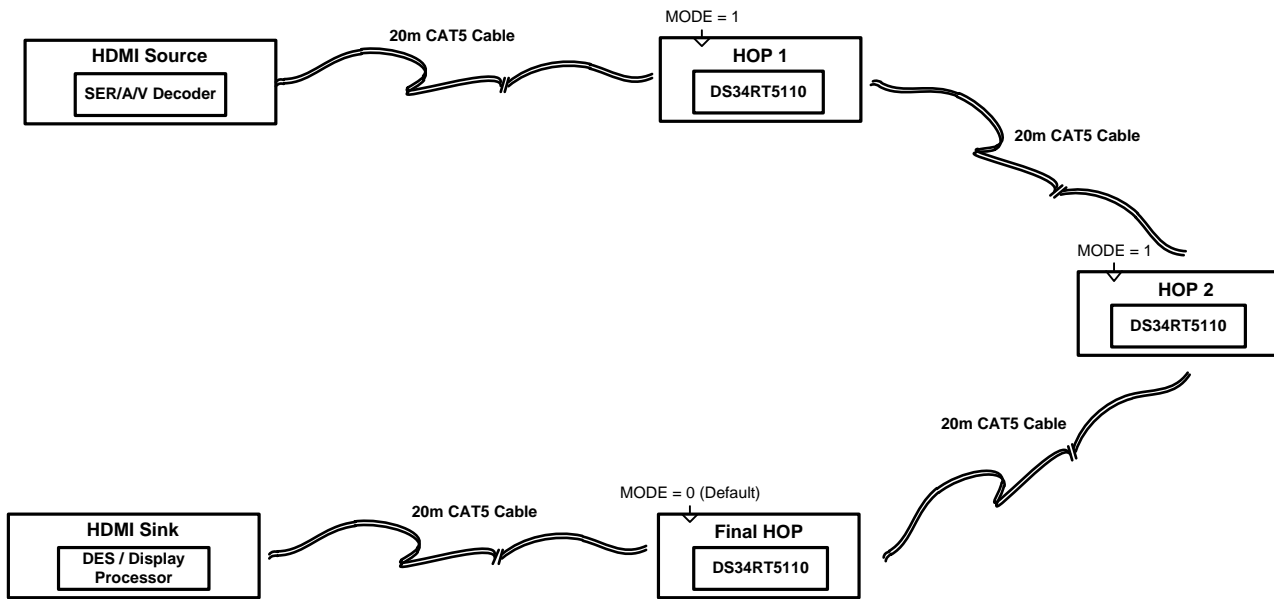 MODE = 1
HDMI Source
SER/A/V Decoder
20m CAT5 Cable
HOP 1
DS34RT5110
20m CAT5 Cable
MODE = 1
HOP 2
DS34RT5110
20m CAT5 Cable
MODE = 0 (Default)
Final HOP
DS34RT5110
20m CAT5 Cable
HDMI Sink
DES / Display
Processor